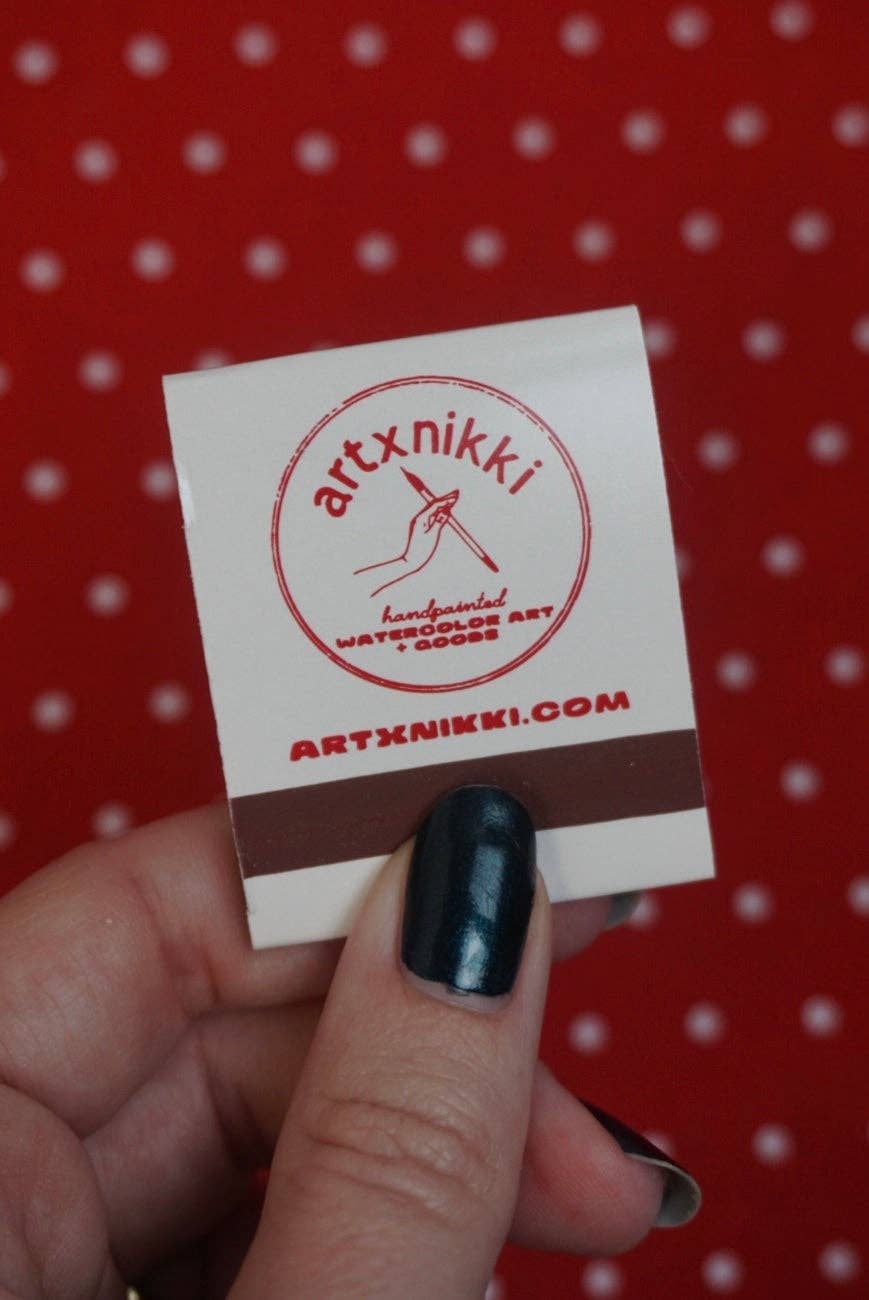 artxnikki
handpainted
WATERCOLOR ART
+ GOODS
ARTXNIKKI.COM